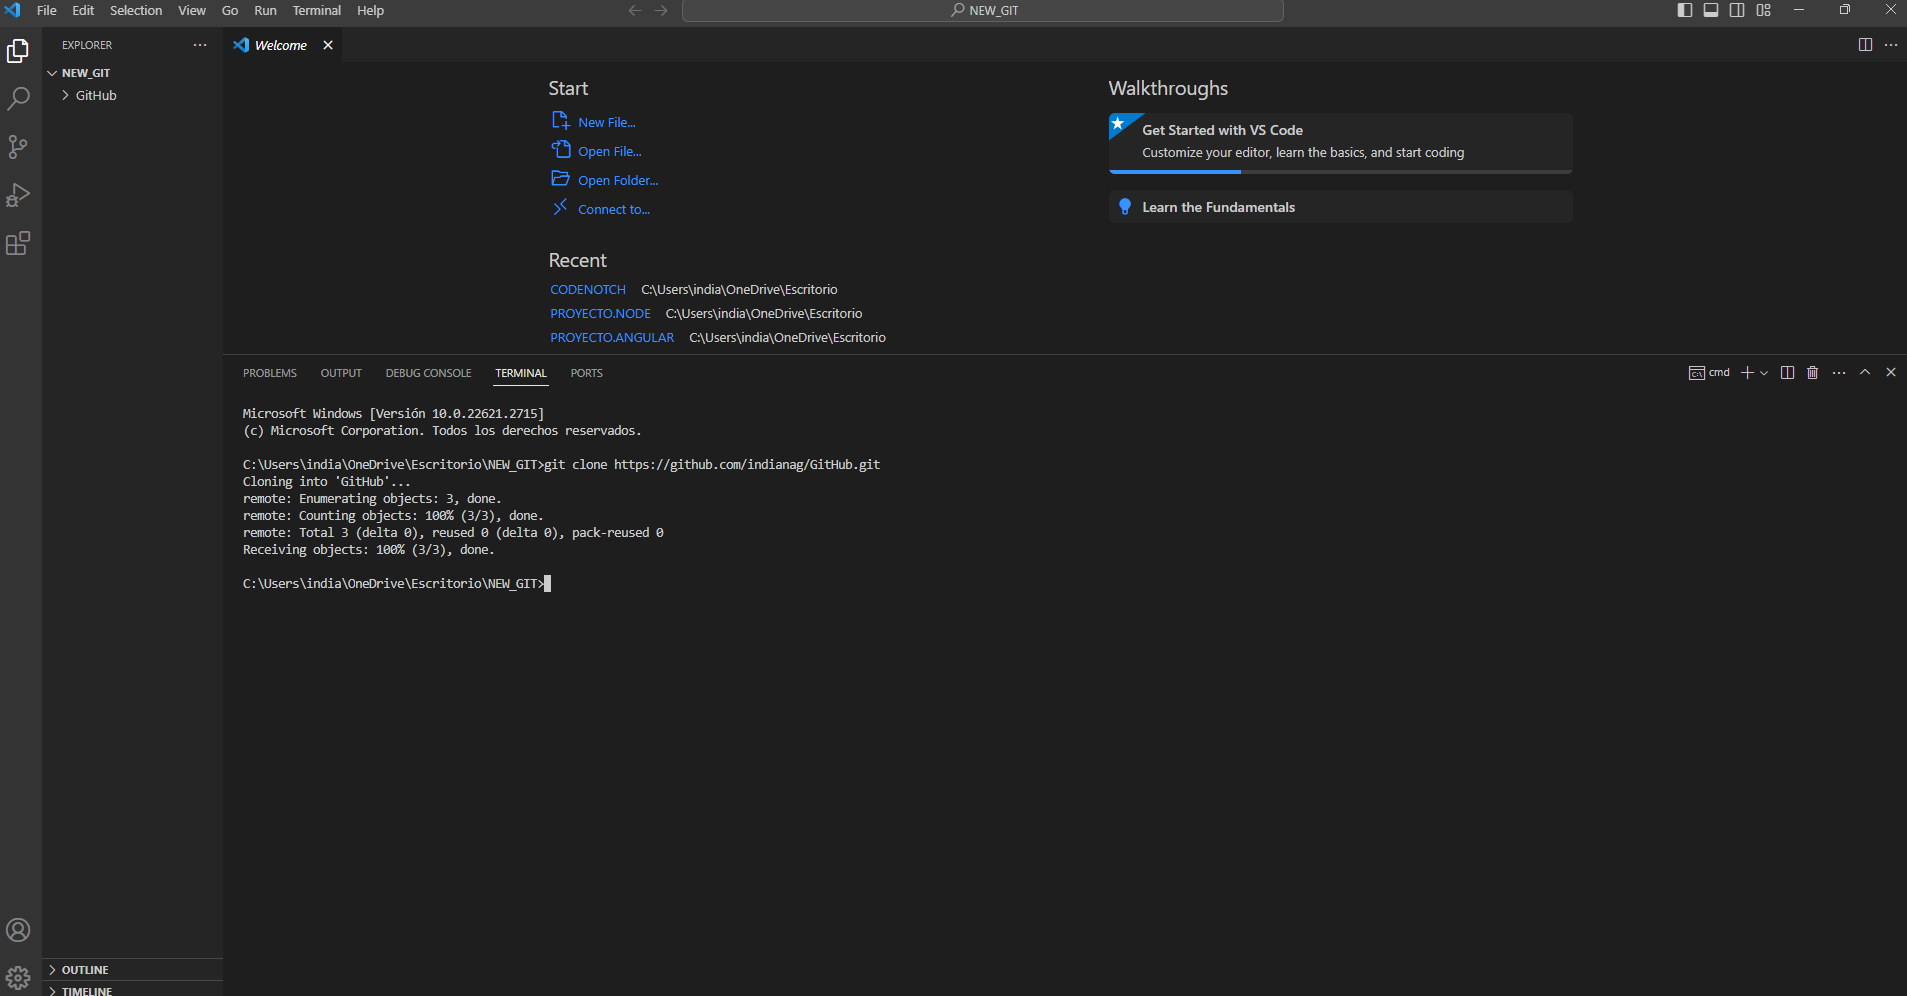 File Edit Selection View Go Run Terminal Help
NEW_GIT
EXPLORER
NEW_GIT
GitHub
OUTLINE
TIMELINE
Welcome
Start
New File...
Open File...
Open Folder...
Connect to...
Recent
CODENOTCH C:\Users\india\OneDrive\Escritorio
PROYECTO.NODE C:\Users\india\OneDrive\Escritorio
PROYECTO.ANGULAR C:\Users\india\OneDrive\Escritorio
Walkthroughs
Get Started with VS Code
Customize your editor, learn the basics, and start coding
Learn the Fundamentals
PROBLEMS OUTPUT DEBUG CONSOLE TERMINAL PORTS
cmd
Microsoft Windows [Versión 10.0.22621.2715]
(c) Microsoft Corporation. Todos los derechos reservados.
C:\Users\india\OneDrive\Escritorio\NEW_GIT>git clone https://github.com/indianag/GitHub.git
Cloning into 'GitHub'...
remote: Enumerating objects: 3, done.
remote: Counting objects: 100% (3/3), done.
remote: Total 3 (delta 0), reused 0 (delta 0), pack-reused 0
Receiving objects: 100% (3/3), done.
C:\Users\india\OneDrive\Escritorio\NEW_GIT>